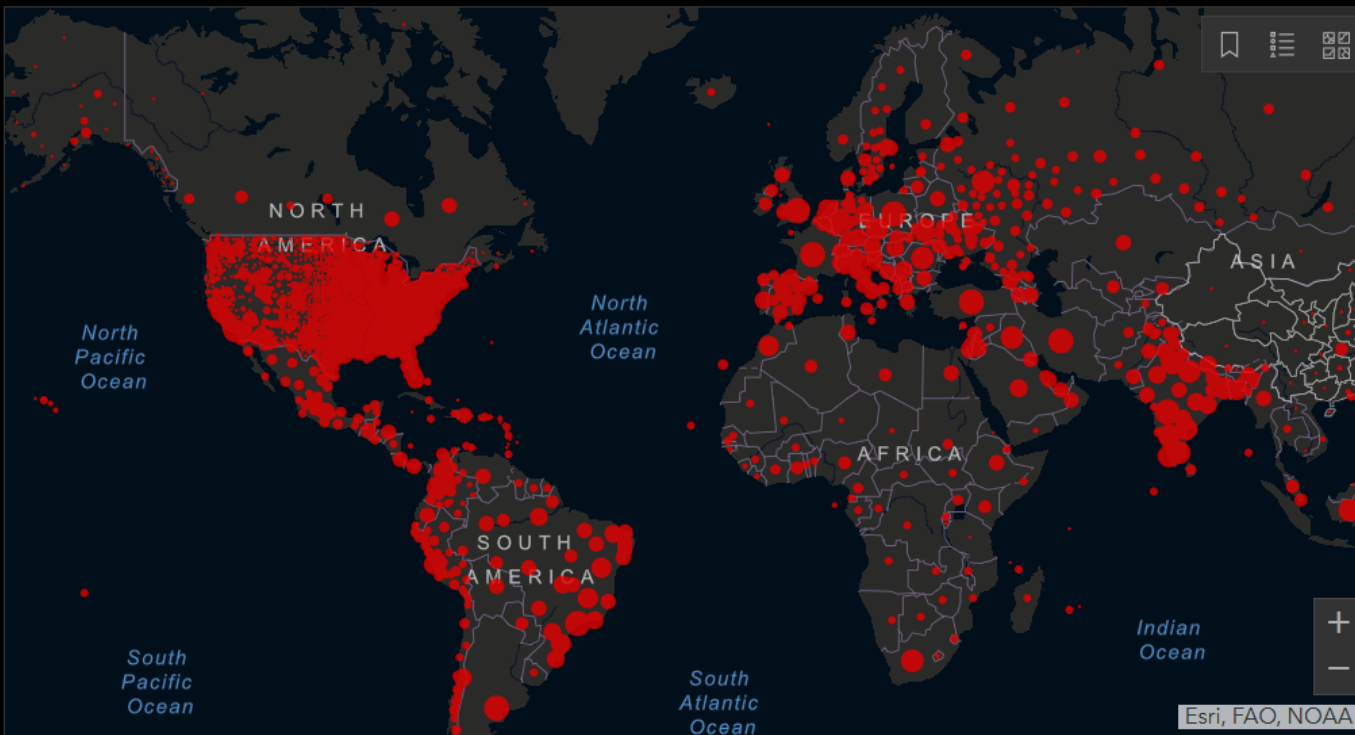 NORTH
AMERICA
EUROPE
ASIA
North
Pacific
Ocean
North
Atlantic
Ocean
AFRICA
SOUTH
AMERICA
Indian
Ocean
South
Pacific
Ocean
South
Atlantic
Ocean
+
−
Esri, FAO, NOAA